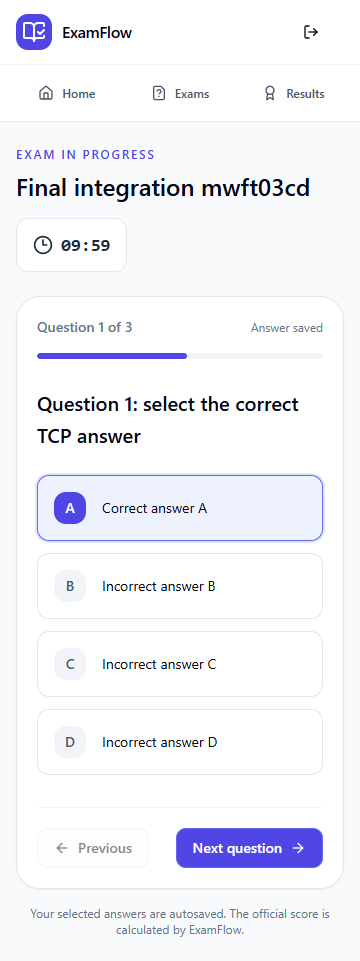 ExamFlow
Home
Exams
Results
EXAM IN PROGRESS
Final integration mwft03cd
09:59
Question 1 of 3
Answer saved
Question 1: select the correct
TCP answer
A
Correct answer A
B
Incorrect answer B
C
Incorrect answer C
D
Incorrect answer D
Previous
Next question
Your selected answers are autosaved. The official score is
calculated by ExamFlow.